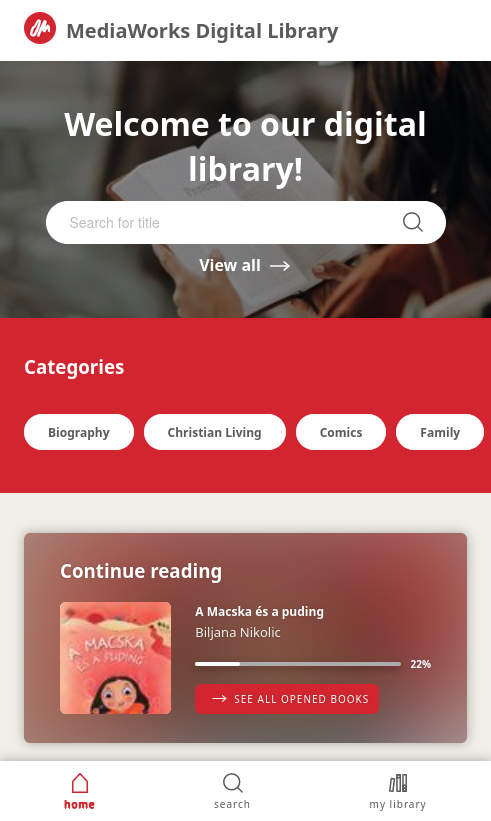 MediaWorks Digital Library
Welcome to our digital
library!
Search for title
View all
Categories
Biography
Christian Living
Comics
Family
Continue reading
A MACSKA
ÉS A PUDING
A Macska és a puding
Biljana Nikolic
22%
SEE ALL OPENED BOOKS
home
search
my library